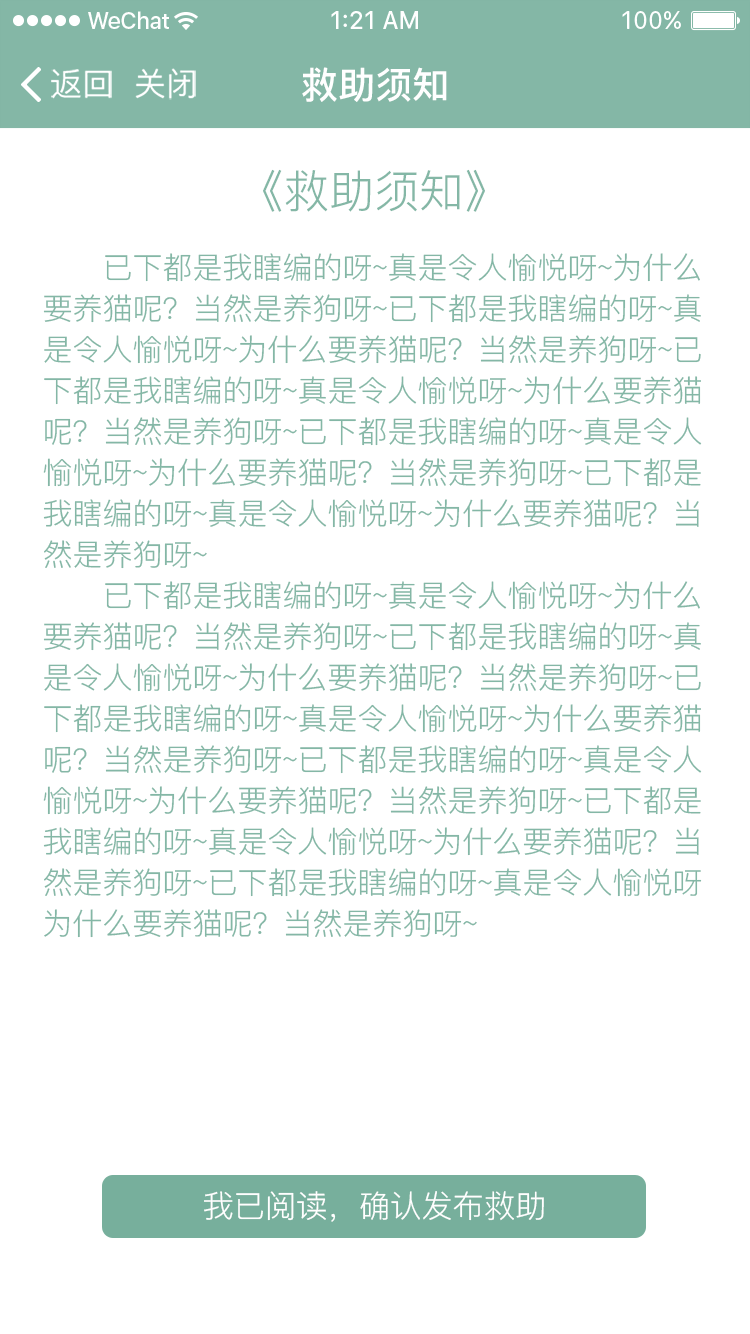 WeChat 1:21 AM 100%
返回 关闭 救助须知
《救助须知》
已下都是我瞎编的呀~真是令人愉悦呀~为什么
要养猫呢？当然是养狗呀~已下都是我瞎编的呀~真
是令人愉悦呀~为什么要养猫呢？当然是养狗呀~已
下都是我瞎编的呀~真是令人愉悦呀~为什么要养猫
呢？当然是养狗呀~已下都是我瞎编的呀~真是令人
愉悦呀~为什么要养猫呢？当然是养狗呀~已下都是
我瞎编的呀~真是令人愉悦呀~为什么要养猫呢？当
然是养狗呀~
已下都是我瞎编的呀~真是令人愉悦呀~为什么
要养猫呢？当然是养狗呀~已下都是我瞎编的呀~真
是令人愉悦呀~为什么要养猫呢？当然是养狗呀~已
下都是我瞎编的呀~真是令人愉悦呀~为什么要养猫
呢？当然是养狗呀~已下都是我瞎编的呀~真是令人
愉悦呀~为什么要养猫呢？当然是养狗呀~已下都是
我瞎编的呀~真是令人愉悦呀~为什么要养猫呢？当
然是养狗呀~已下都是我瞎编的呀~真是令人愉悦呀
为什么要养猫呢？当然是养狗呀~
我已阅读，确认发布救助